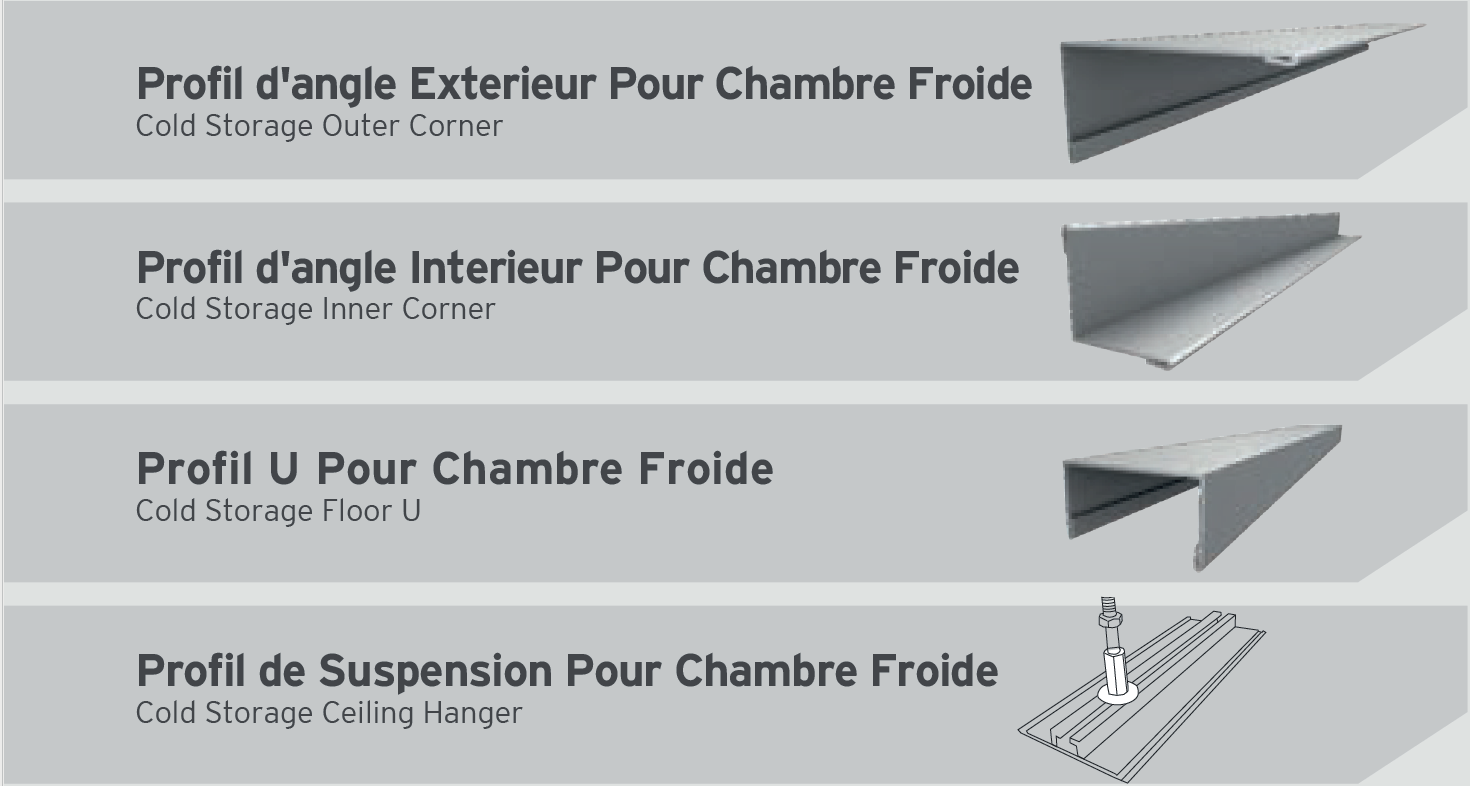 Profil d'angle Exterieur Pour Chambre Froide
Cold Storage Outer Corner
Profil d'angle Interieur Pour Chambre Froide
Cold Storage Inner Corner
Profil U Pour Chambre Froide
Cold Storage Floor U
Profil de Suspension Pour Chambre Froide
Cold Storage Ceiling Hanger